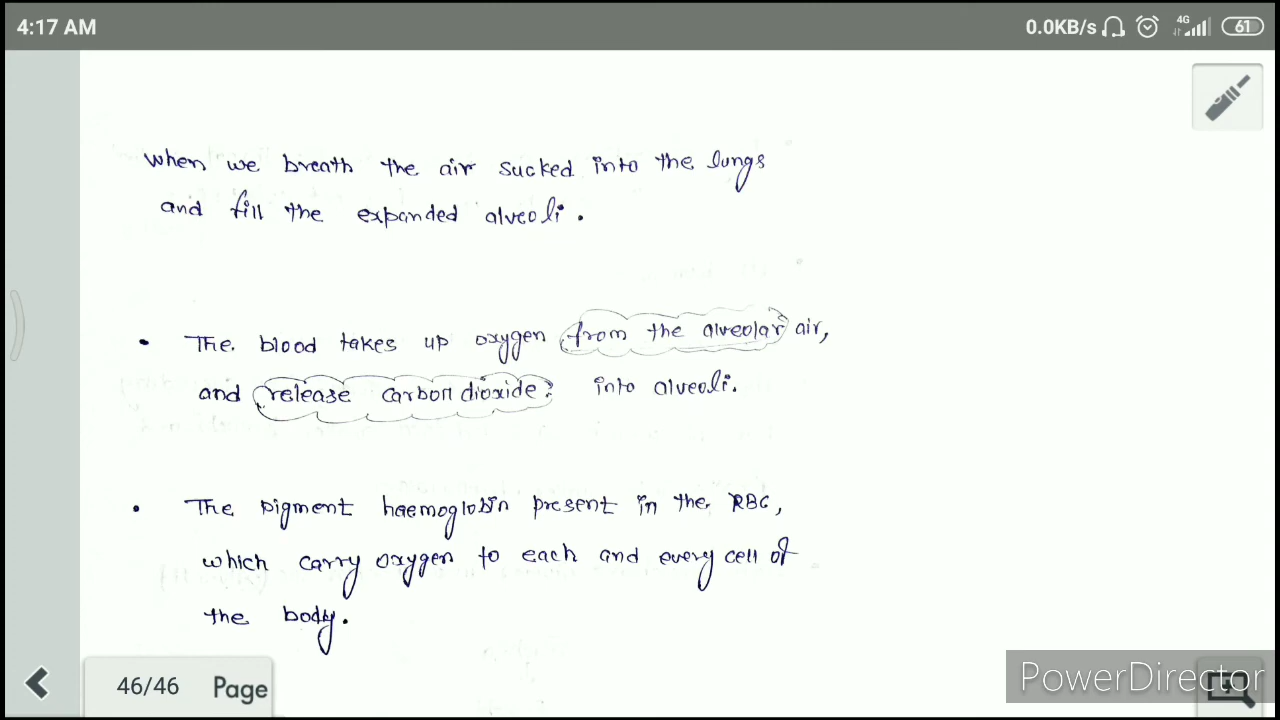 4:17 AM
0.0KB/s 4G 61
when we breath the air sucked into the lungs
and fill the expanded alveoli.
• The blood takes up oxygen from the alveolar air,
and release carbon dioxide. into alveoli.
• The pigment haemoglobin present in the RBC,
which carry oxygen to each and every cell of
the body.
46/46 Page
PowerDirector